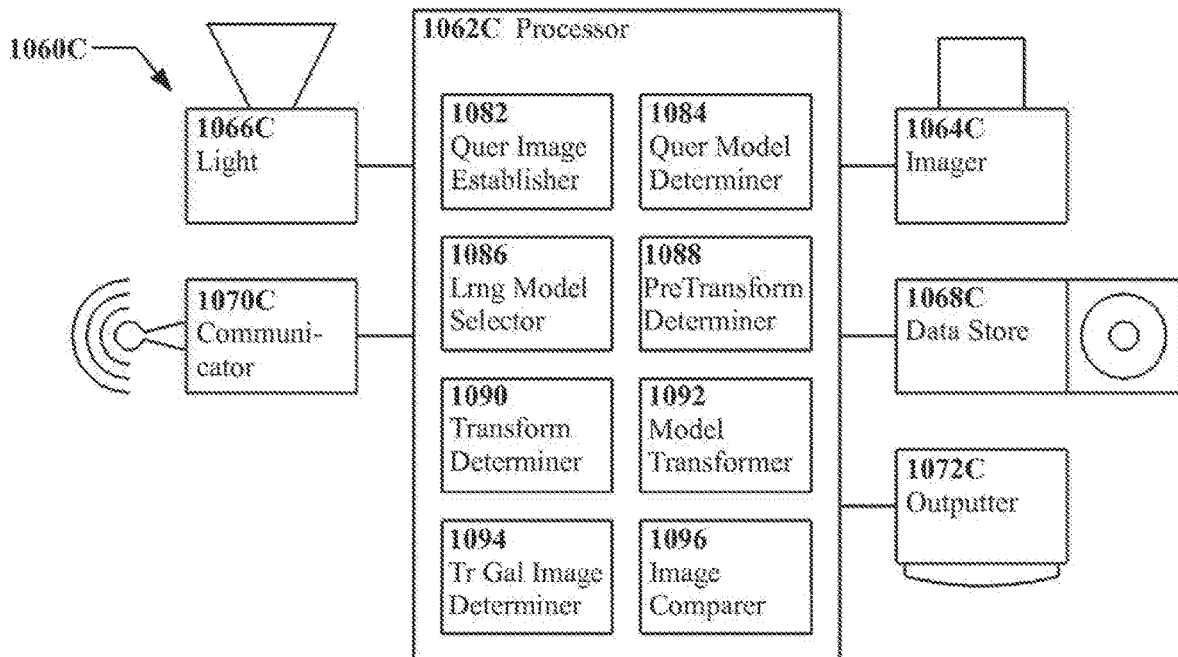 1060C
1066C
Light
1070C
Communi-
cator
1062C Processor
1082
Quer Image
Establisher
1084
Quer Model
Determiner
1086
Lrng Model
Selector
1088
PreTransform
Determiner
1090
Transform
Determiner
1092
Model
Transformer
1094
Tr Gal Image
Determiner
1096
Image
Comparer
1064C
Imager
1068C
Data Store
1072C
Outputter